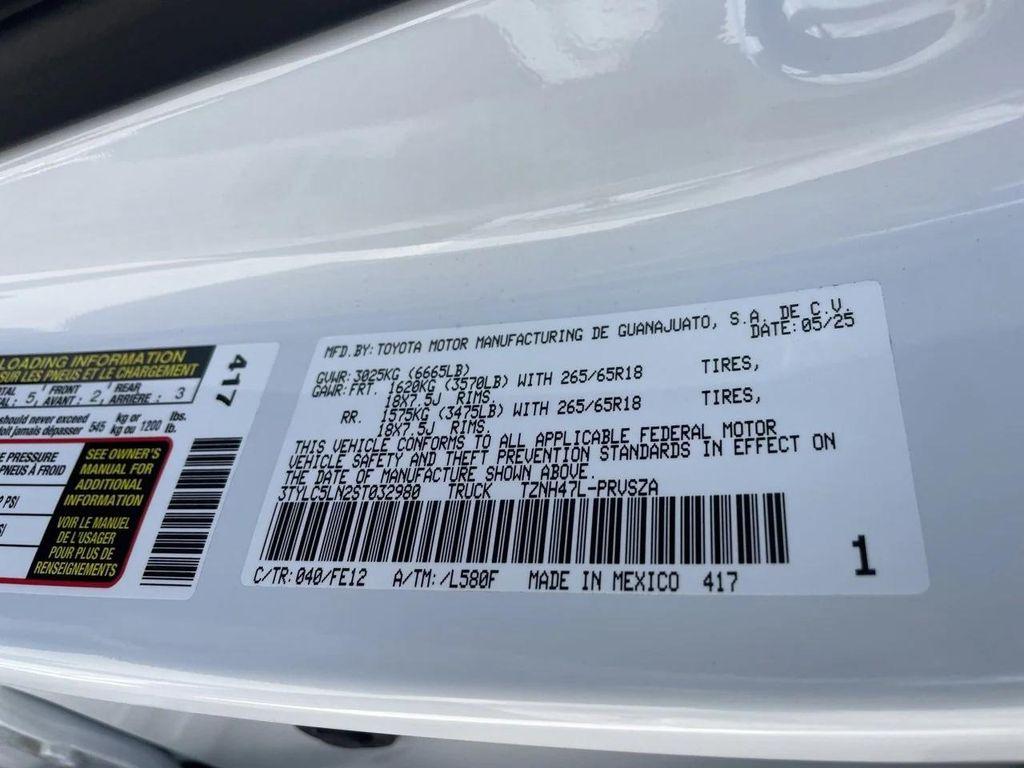 LOADING INFORMATION
SUR LES PNEUS ET LE CHARGEMENT
FRONT REAR
5, AVANT : 2, ARRIÈRE : 3
should never exceed kg or lbs.
jamais dépasser 545 kg ou 1200 lb.
PRESSURE
PNEUS À FROID
PSI
SEE OWNER'S
MANUAL FOR
ADDITIONAL
INFORMATION
VOIR LE MANUEL
DE L'USAGER
POUR PLUS DE
RENSEIGNEMENTS
417
MFD. BY: TOYOTA MOTOR MANUFACTURING DE GUANAJUATO, S.A. DE C.V.
DATE: 05/25
GVWR: 3025KG (6665LB)
GAWR: FRT. 1620KG (3570LB) WITH 265/65R18 TIRES,
18X7.5J RIMS.
RR. 1575KG (3475LB) WITH 265/65R18 TIRES,
18X7.5J RIMS.
THIS VEHICLE CONFORMS TO ALL APPLICABLE FEDERAL MOTOR
VEHICLE SAFETY AND THEFT PREVENTION STANDARDS IN EFFECT ON
THE DATE OF MANUFACTURE SHOWN ABOVE.
3TYLC5LN2ST032980 TRUCK TZNH47L-PRVSZA
C/TR: 040/FE12 A/TM: /L580F MADE IN MEXICO 417
1